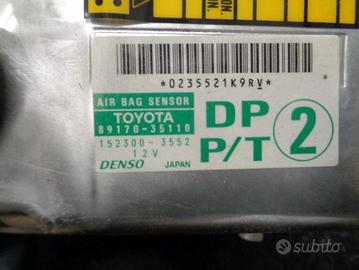 *0235521K9RV*
AIR BAG SENSOR
TOYOTA
89170-35110
152300-3552
12V
DENSO JAPAN
DP
P/T
2
subito